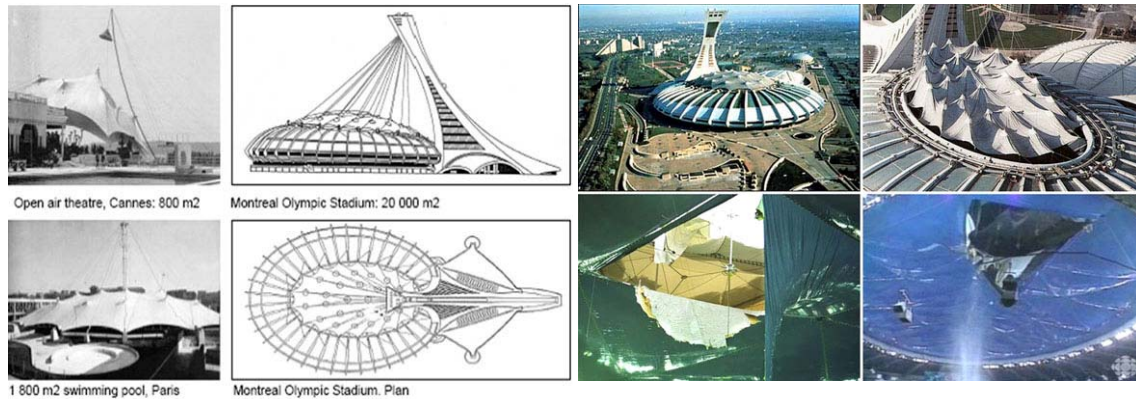 Open air theatre, Cannes: 800 m2
Montreal Olympic Stadium: 20 000 m2
1 800 m2 swimming pool, Paris
Montreal Olympic Stadium. Plan